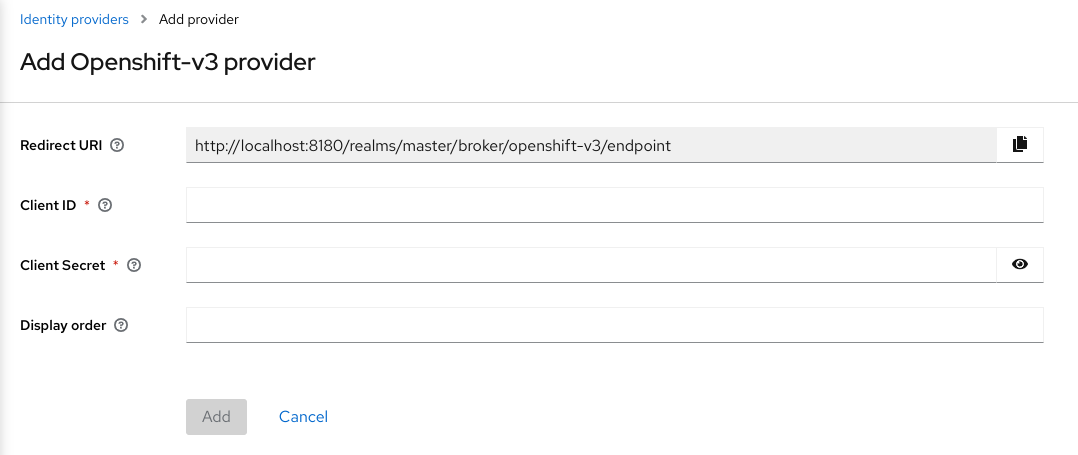 Identity providers > Add provider
Add Openshift-v3 provider
Redirect URI
http://localhost:8180/realms/master/broker/openshift-v3/endpoint
Client ID *
Client Secret *
Display order
Add Cancel